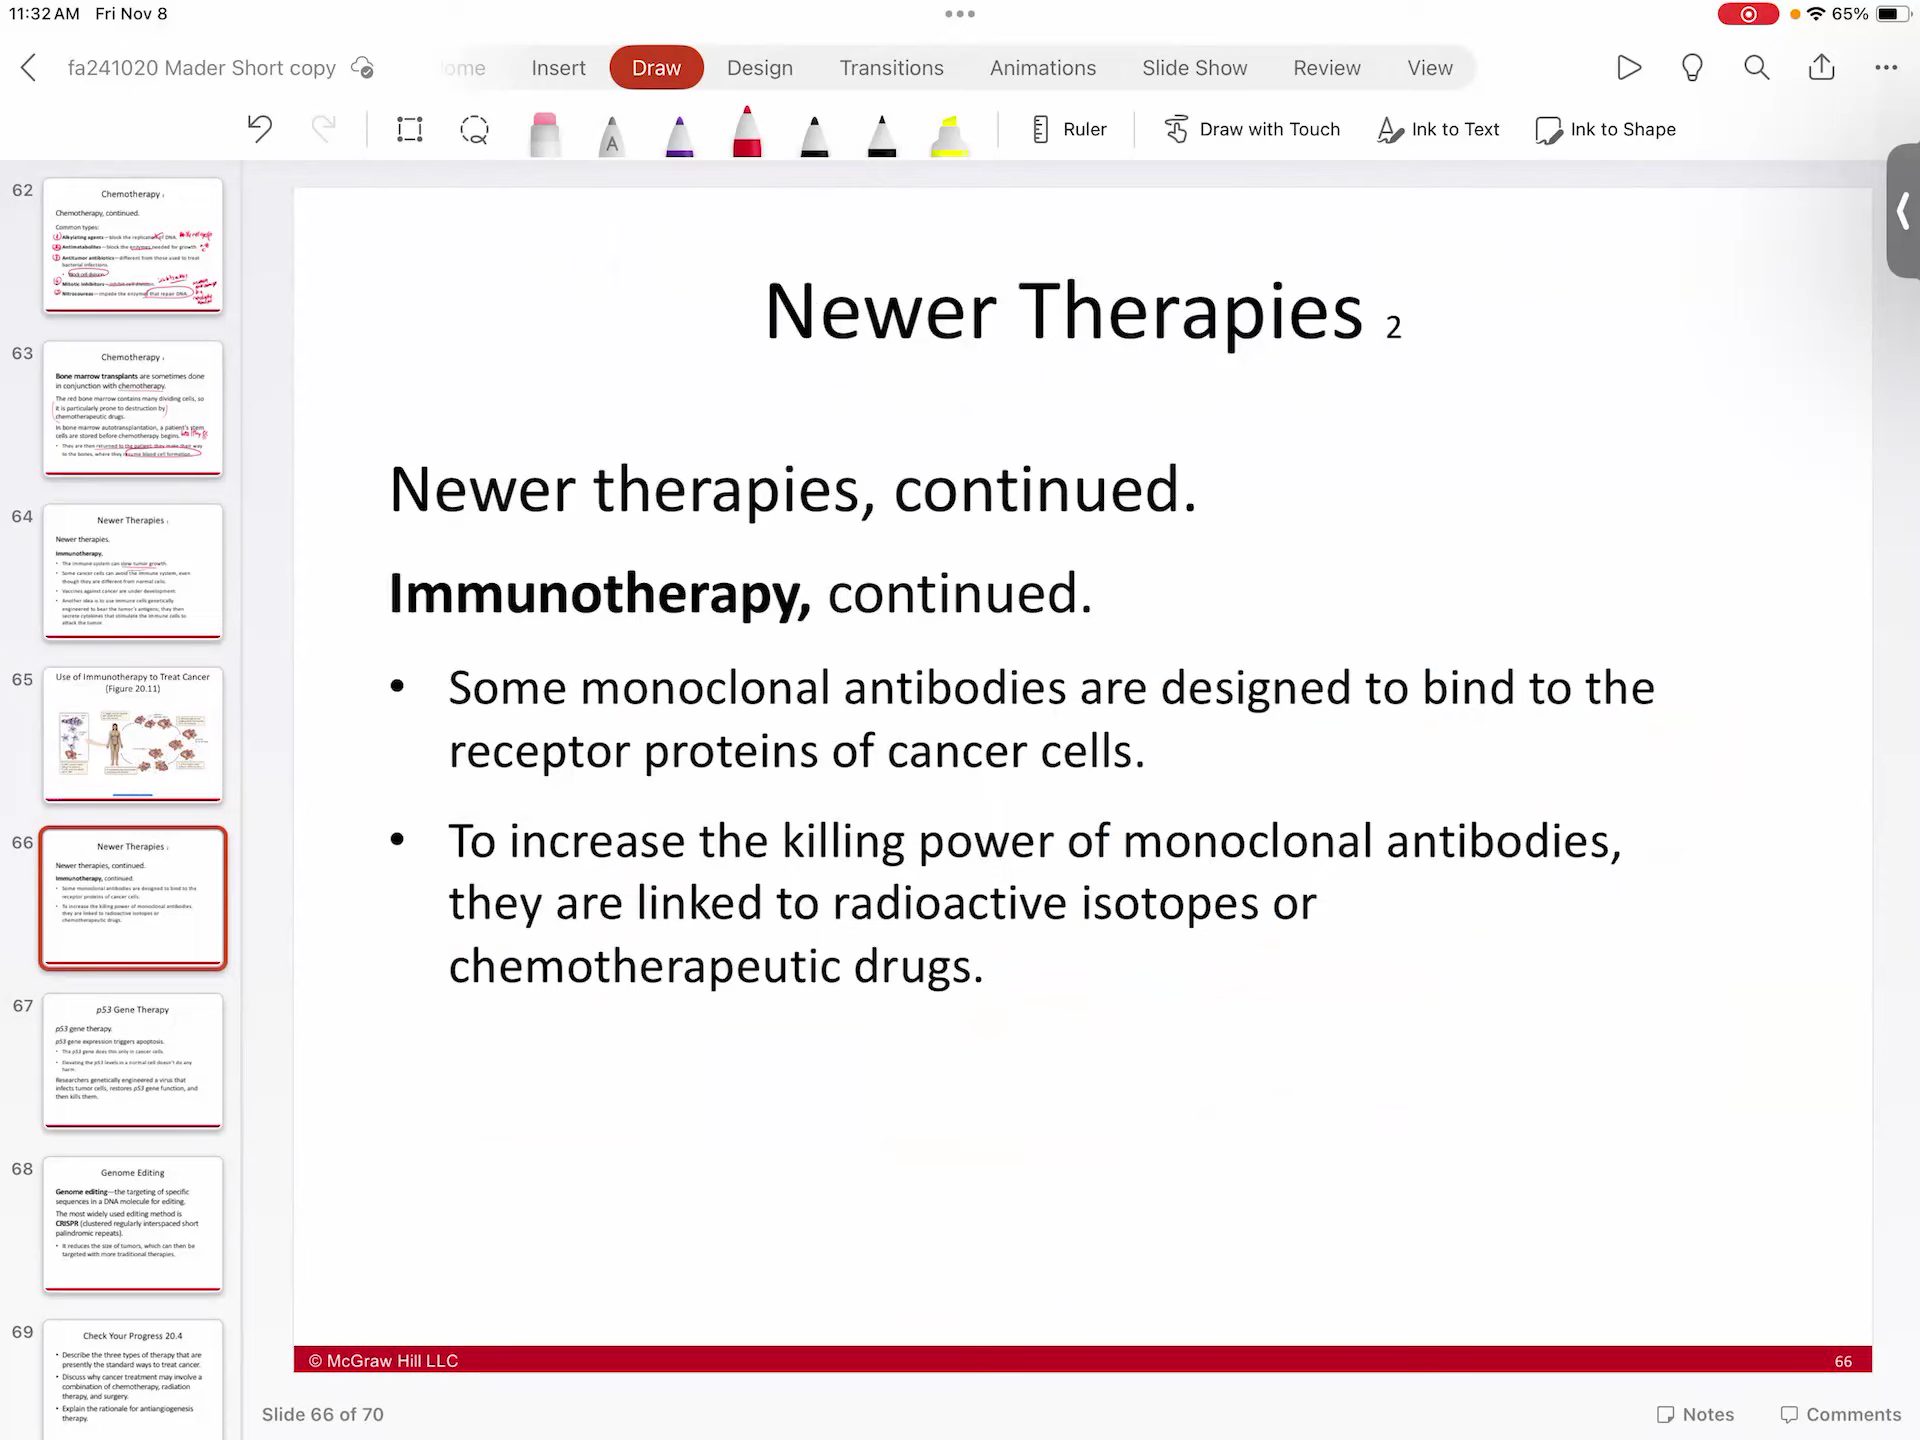 11:32 AM Fri Nov 8
65%
fa241020 Mader Short copy
Insert Draw Design Transitions Animations Slide Show Review View
Ruler Draw with Touch Ink to Text Ink to Shape
62
Chemotherapy
Chemotherapy, continued.
Common types:
Alkylating agents—block the replication of DNA.
Antimetabolites—block the enzymes needed for growth.
Antitumor antibiotics—different from those used to treat
bacterial infections.
Mitotic inhibitors—inhibit cell division.
Nitrosoureas—impede the enzymes that repair DNA.
63
Chemotherapy
Bone marrow transplants are sometimes done
in conjunction with chemotherapy.
The red bone marrow contains many dividing cells, so
it is particularly prone to destruction by
chemotherapeutic drugs.
In bone marrow autotransplantation, a patient's stem
cells are stored before chemotherapy begins.
• They are then returned to the patient; they make their way
to the bones, where they resume blood cell formation.
64
Newer Therapies
Newer therapies.
Immunotherapy.
• The immune system can slow tumor growth.
• Some cancer cells can avoid the immune system, even
though they are different from normal cells.
• Vaccines against cancer are under development.
• Another idea is to use immune cells genetically
engineered to bear the tumor's antigens; they then
secrete cytokines that stimulate the immune cells to
attack the tumor.
65
Use of Immunotherapy to Treat Cancer
(Figure 20.11)
66
Newer Therapies
Newer therapies, continued.
Immunotherapy, continued.
• Some monoclonal antibodies are designed to bind to the
receptor proteins of cancer cells.
• To increase the killing power of monoclonal antibodies,
they are linked to radioactive isotopes or
chemotherapeutic drugs.
67
p53 Gene Therapy
p53 gene therapy.
p53 gene expression triggers apoptosis.
• The p53 gene does this only in cancer cells.
• Elevating the p53 levels in a normal cell doesn't do any
harm.
Researchers genetically engineered a virus that
infects tumor cells, restores p53 gene function, and
then kills them.
68
Genome Editing
Genome editing—the targeting of specific
sequences in a DNA molecule for editing.
The most widely used editing method is
CRISPR (clustered regularly interspaced short
palindromic repeats).
• It reduces the size of tumors, which can then be
targeted with more traditional therapies.
69
Check Your Progress 20.4
• Describe the three types of therapy that are
presently the standard ways to treat cancer.
• Discuss why cancer treatment may involve a
combination of chemotherapy, radiation
therapy, and surgery.
• Explain the rationale for antiangiogenesis
therapy.
Newer Therapies 2
Newer therapies, continued.
Immunotherapy, continued.
• Some monoclonal antibodies are designed to bind to the
receptor proteins of cancer cells.
• To increase the killing power of monoclonal antibodies,
they are linked to radioactive isotopes or
chemotherapeutic drugs.
© McGraw Hill LLC
66
Slide 66 of 70
Notes Comments